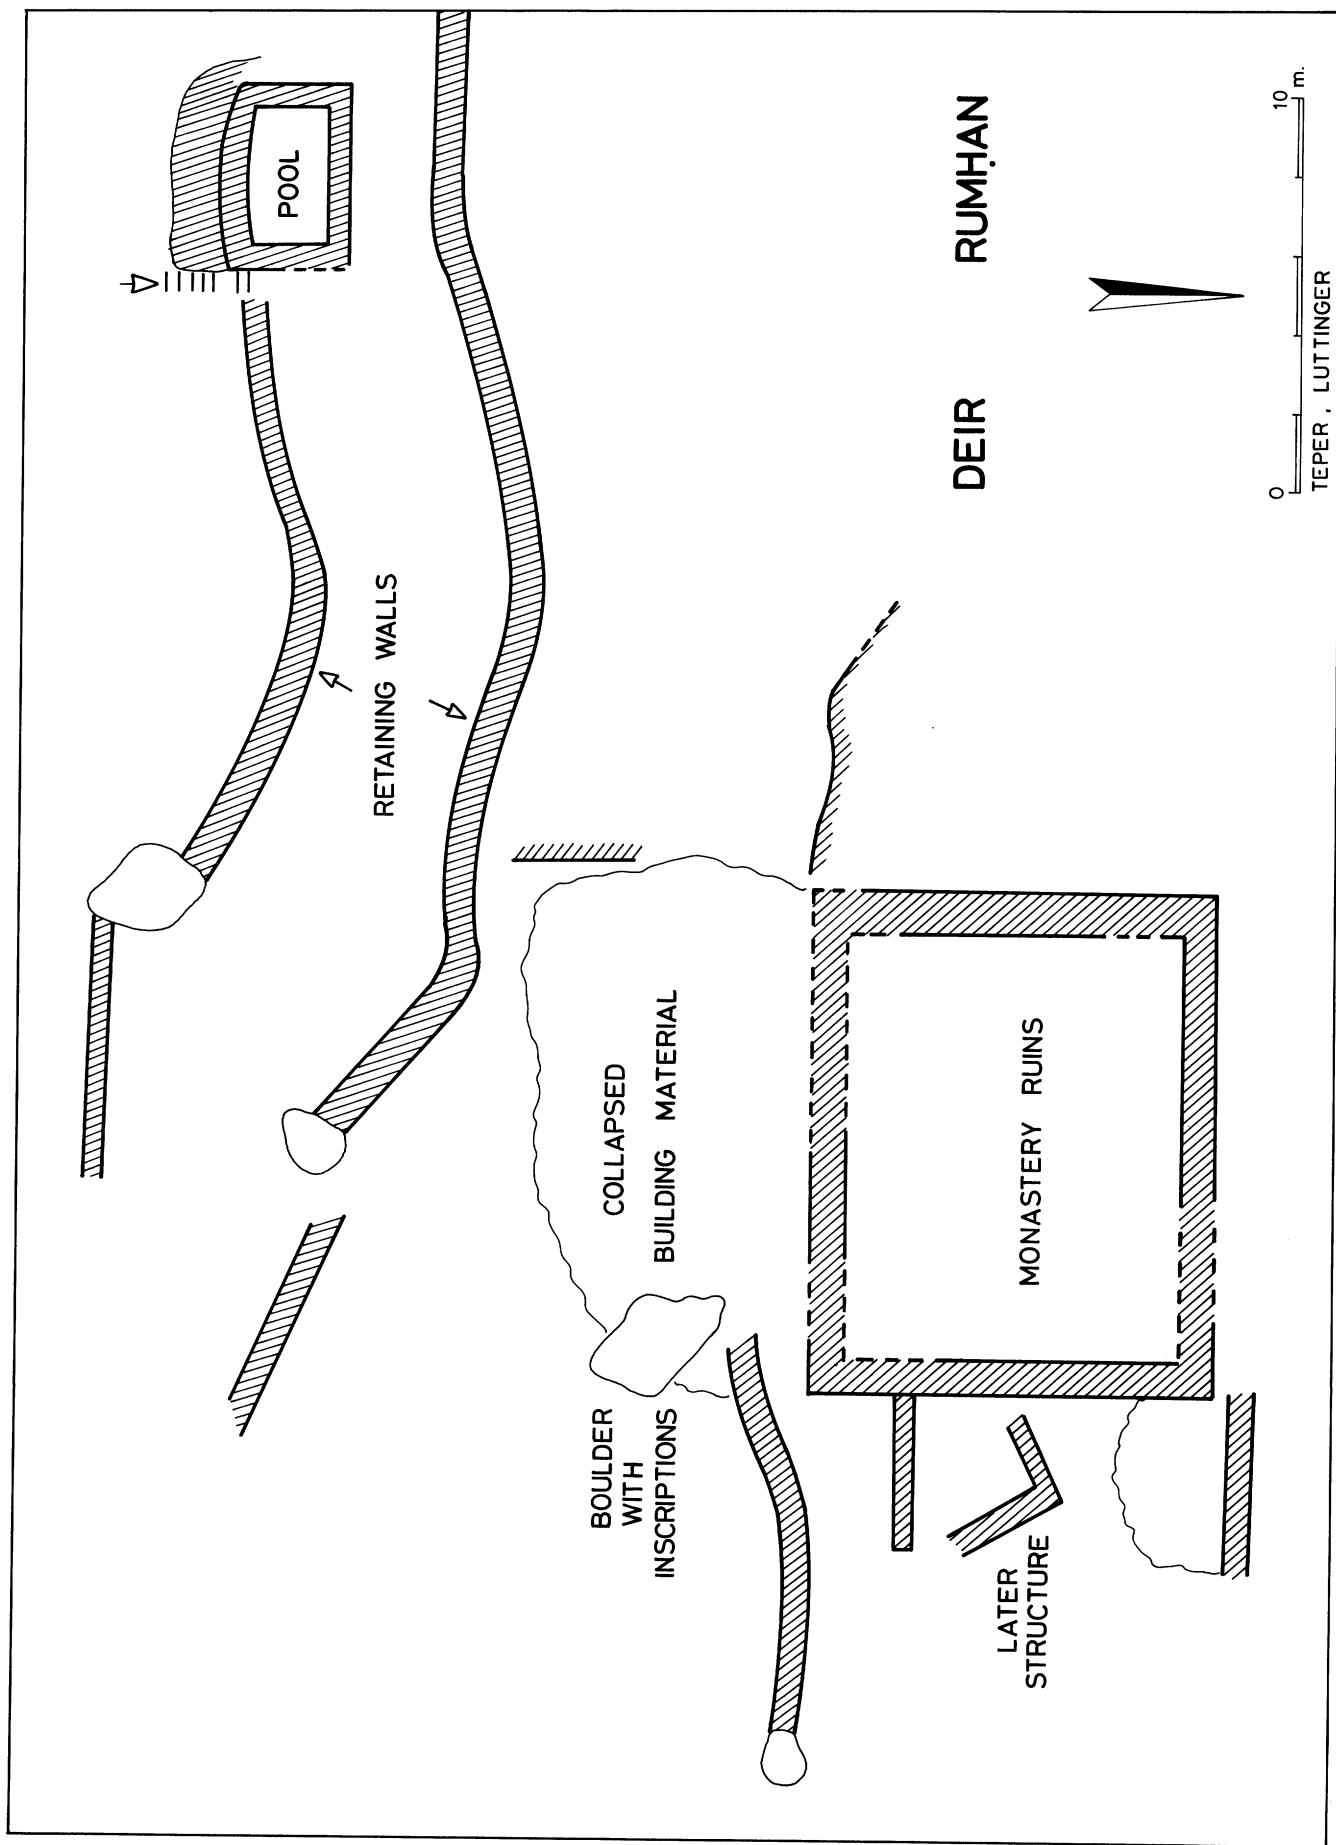 POOL
RETAINING WALLS
COLLAPSED
BUILDING MATERIAL
BOULDER
WITH
INSCRIPTIONS
MONASTERY RUINS
LATER
STRUCTURE
DEIR RUMḤAN
0 10 m.
TEPER, LUTTINGER